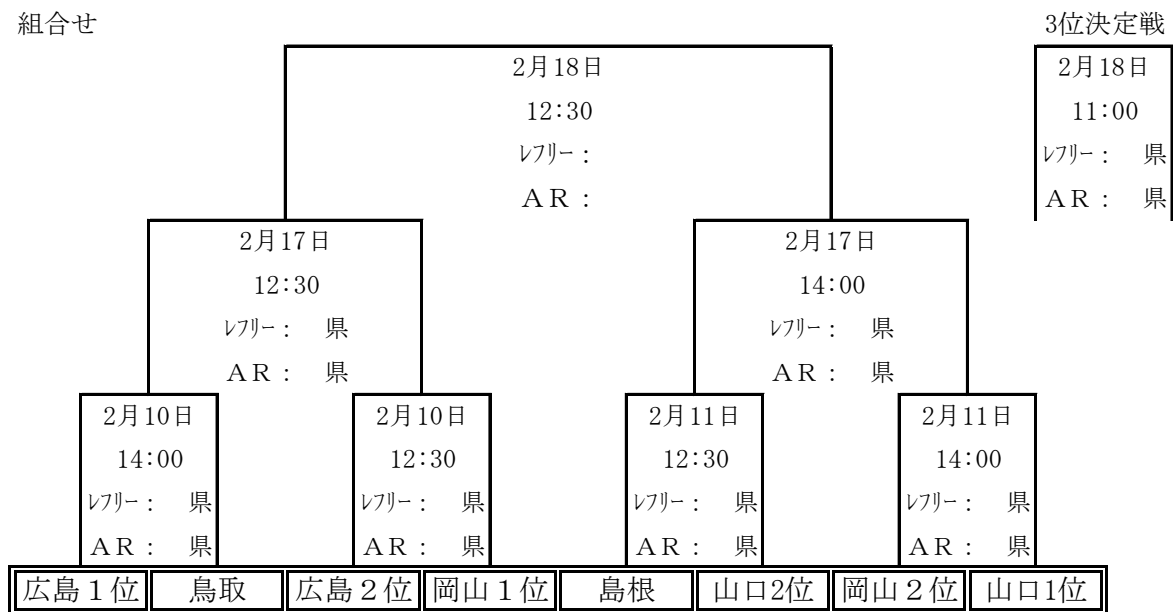 組合せ
3位決定戦
2月18日
12:30
ﾚﾌﾘｰ：
ＡＲ：
2月18日
11:00
ﾚﾌﾘｰ： 県
ＡＲ： 県
2月17日
12:30
ﾚﾌﾘｰ： 県
ＡＲ： 県
2月17日
14:00
ﾚﾌﾘｰ： 県
ＡＲ： 県
2月10日
14:00
ﾚﾌﾘｰ： 県
ＡＲ： 県
2月10日
12:30
ﾚﾌﾘｰ： 県
ＡＲ： 県
2月11日
12:30
ﾚﾌﾘｰ： 県
ＡＲ： 県
2月11日
14:00
ﾚﾌﾘｰ： 県
ＡＲ： 県
広島１位 鳥取 広島２位 岡山１位 島根 山口2位 岡山２位 山口1位